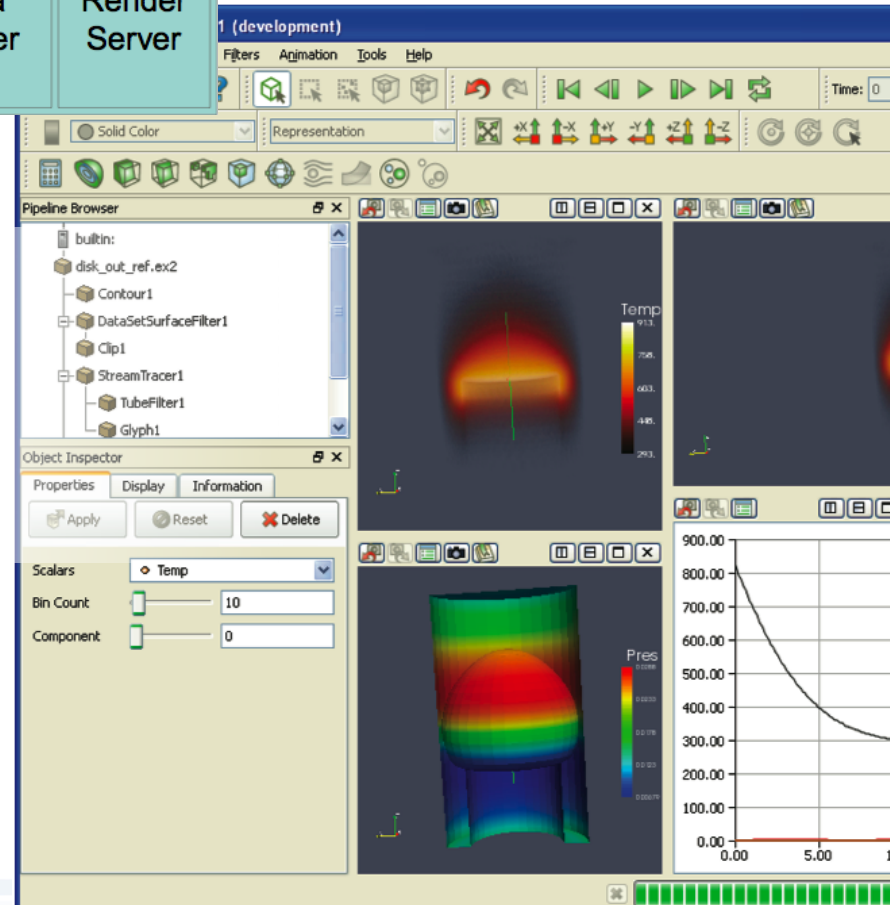 Render
er
Server
1 (development)
Filters Animation Tools Help
Time: 0
Solid Color
Representation
+X -X +Y -Y +Z -Z
Pipeline Browser
builtin:
disk_out_ref.ex2
Contour1
DataSetSurfaceFilter1
Clip1
StreamTracer1
TubeFilter1
Glyph1
Object Inspector
Properties Display Information
Apply Reset Delete
Scalars Temp
Bin Count 10
Component 0
Temp
913.
758.
603.
448.
293.
Pres
900.00
800.00
700.00
600.00
500.00
400.00
300.00
200.00
100.00
0.00
0.00 5.00 1